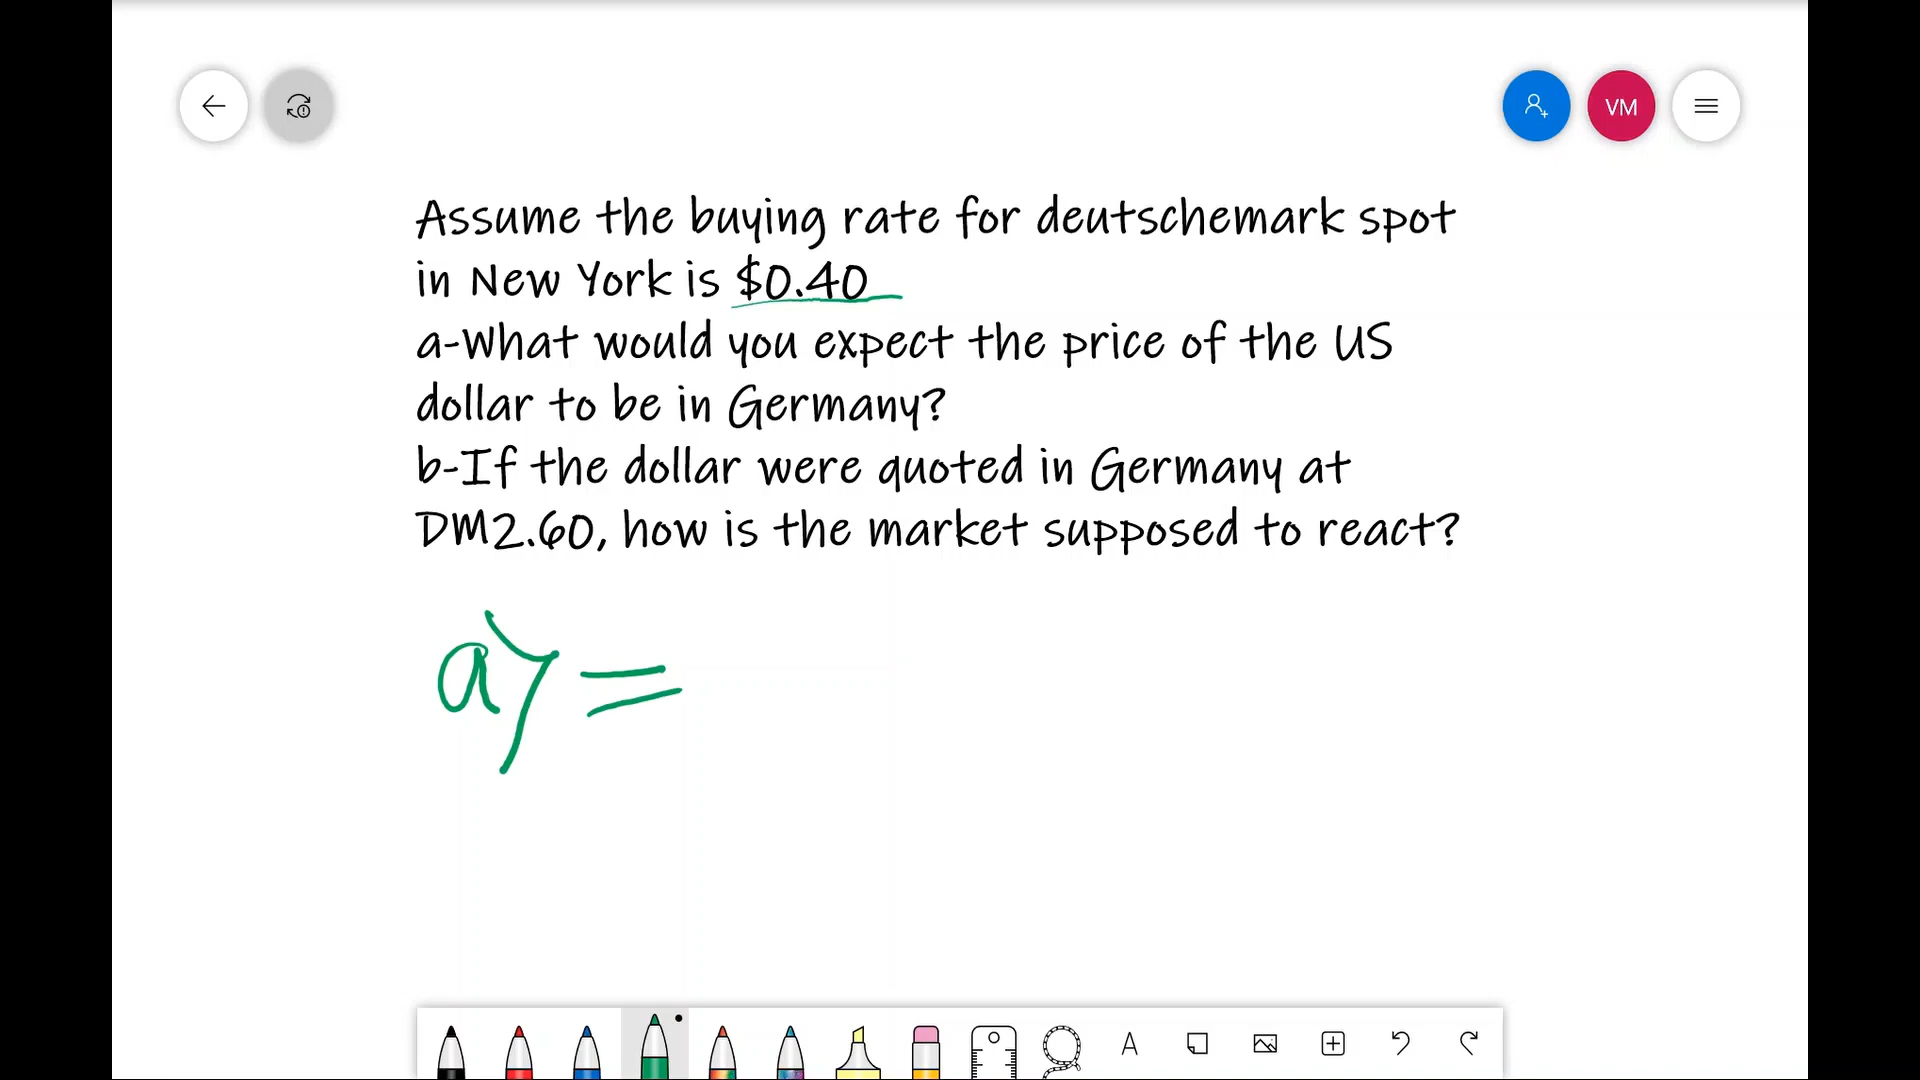 VM
Assume the buying rate for deutschemark spot
in New York is $0.40
a-What would you expect the price of the US
dollar to be in Germany?
b-If the dollar were quoted in Germany at
DM2.60, how is the market supposed to react?
a) =
A